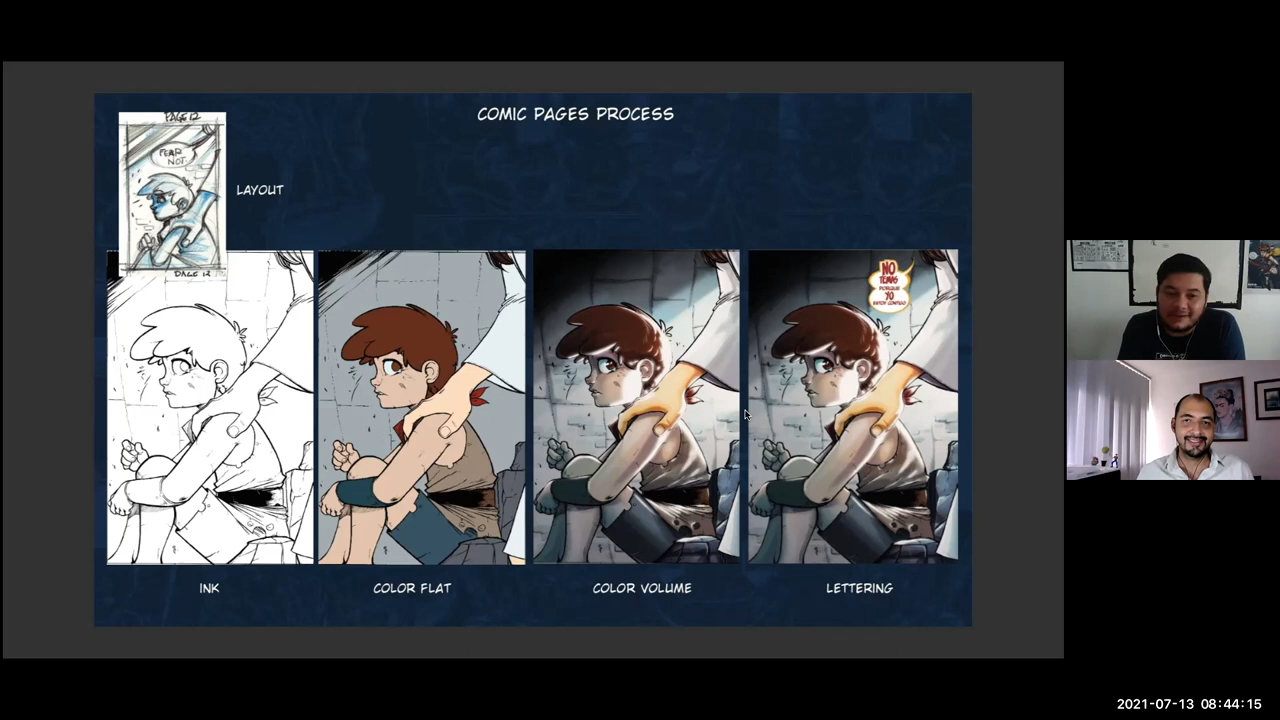 COMIC PAGES PROCESS
PAGE 12
FEAR
NOT
LAYOUT
PAGE 12
NO
TEMAS
PORQUE
YO
ESTOY CONTIGO
INK
COLOR FLAT
COLOR VOLUME
LETTERING
2021-07-13 08:44:15